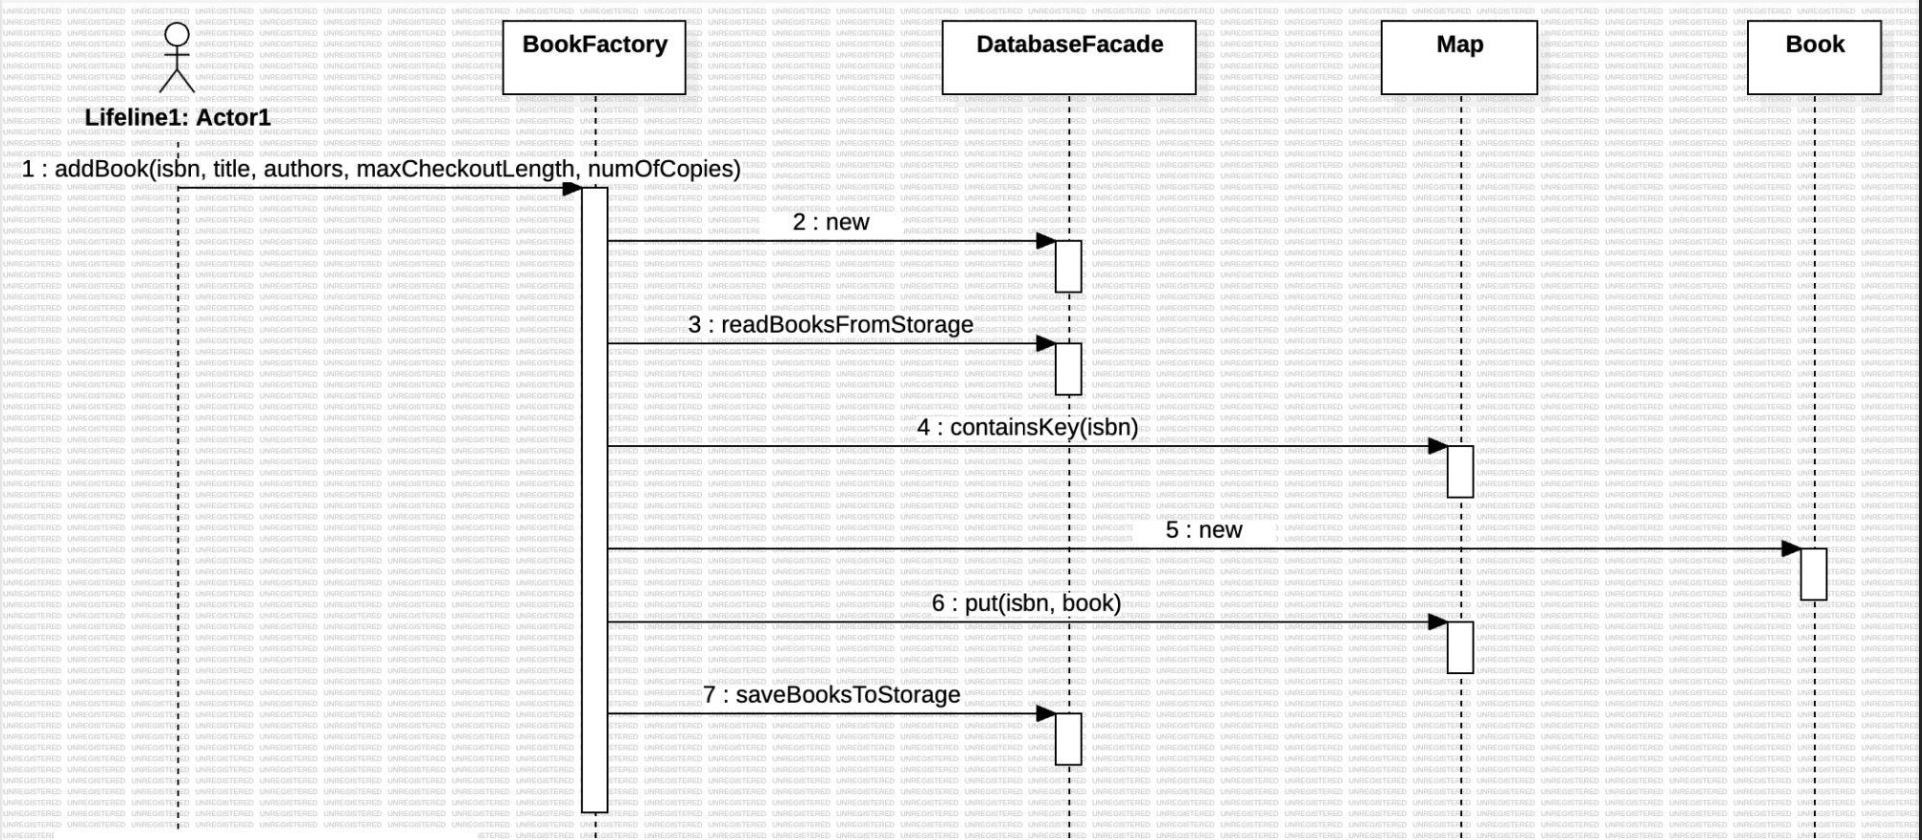 BookFactory
DatabaseFacade
Map
Book
Lifeline1: Actor1
1 : addBook(isbn, title, authors, maxCheckoutLength, numOfCopies)
2 : new
3 : readBooksFromStorage
4 : containsKey(isbn)
5 : new
6 : put(isbn, book)
7 : saveBooksToStorage
UNREGISTERED